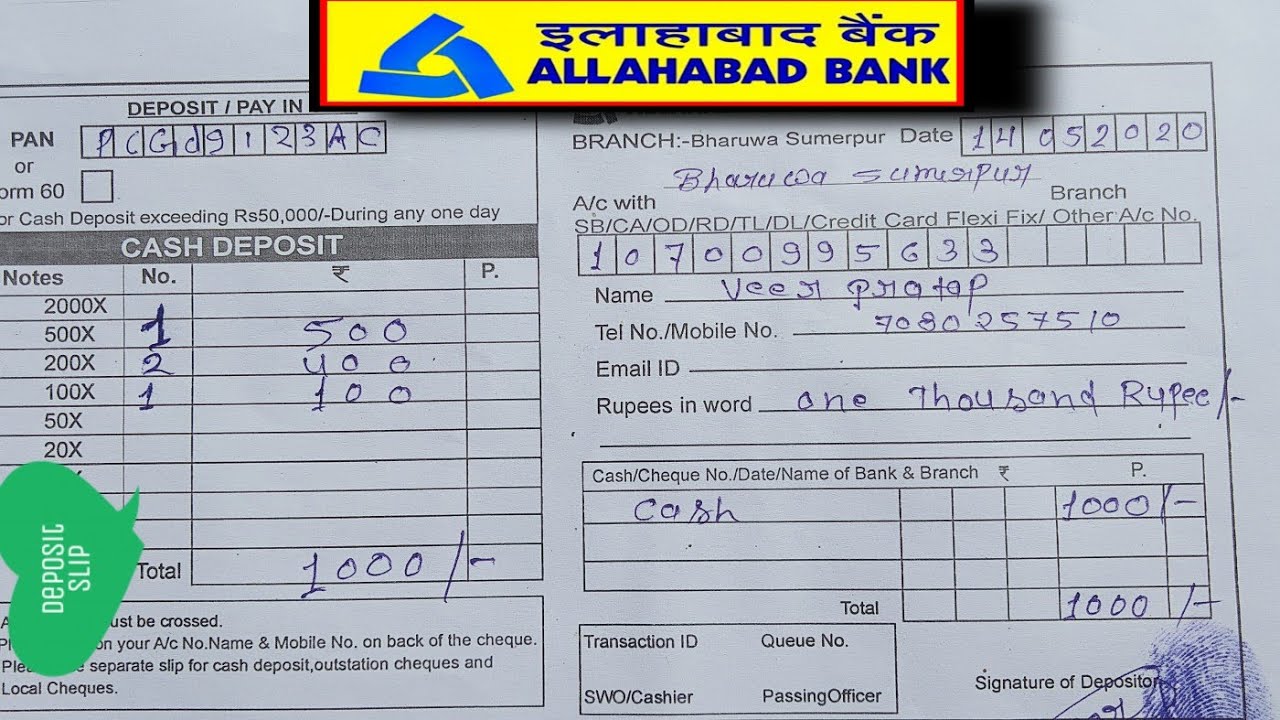 इलाहाबाद बैंक
ALLAHABAD BANK
DEPOSIT / PAY IN
PAN PCGd9123AC
or
orm 60
or Cash Deposit exceeding Rs50,000/-During any one day
CASH DEPOSIT
Notes No. ₹ P.
2000X
500X 1 500
200X 2 400
100X 1 100
50X
20X
Total 1000/-
ust be crossed.
on your A/c No.Name & Mobile No. on back of the cheque.
separate slip for cash deposit,outstation cheques and
Local Cheques.
DEPOSIT
SLIP
BRANCH:-Bharuwa Sumerpur Date 14 052020
Bharuwa Sumerpur
A/c with Branch
SB/CA/OD/RD/TL/DL/Credit Card Flexi Fix/ Other A/c No.
10700995633
Name Veer Pratap
Tel No./Mobile No. 7080257510
Email ID
Rupees in word one Thousand Rupee/-
Cash/Cheque No./Date/Name of Bank & Branch ₹ P.
Cash 1000/-
Total 1000/-
Transaction ID Queue No.
SWO/Cashier PassingOfficer
Signature of Depositor